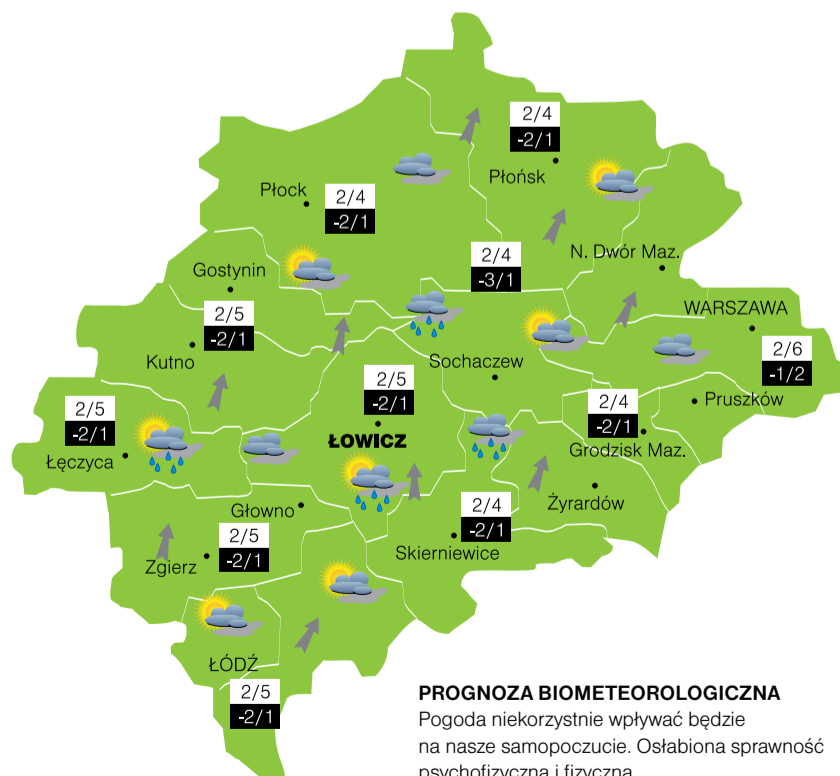 2/4
-2/1
Płońsk
Płock
2/4
-2/1
2/4
-3/1
N. Dwór Maz.
Gostynin
WARSZAWA
2/5
-2/1
Kutno
2/6
-1/2
Sochaczew
2/5
-2/1
ŁOWICZ
2/5
-2/1
Łęczyca
Pruszków
2/4
-2/1
Grodzisk Maz.
Żyrardów
Głowno
2/4
-2/1
Skierniewice
2/5
-2/1
Zgierz
ŁÓDŹ
2/5
-2/1
PROGNOZA BIOMETEOROLOGICZNA
Pogoda niekorzystnie wpływać będzie
na nasze samopoczucie. Osłabiona sprawność
psychofizyczna i fizyczna